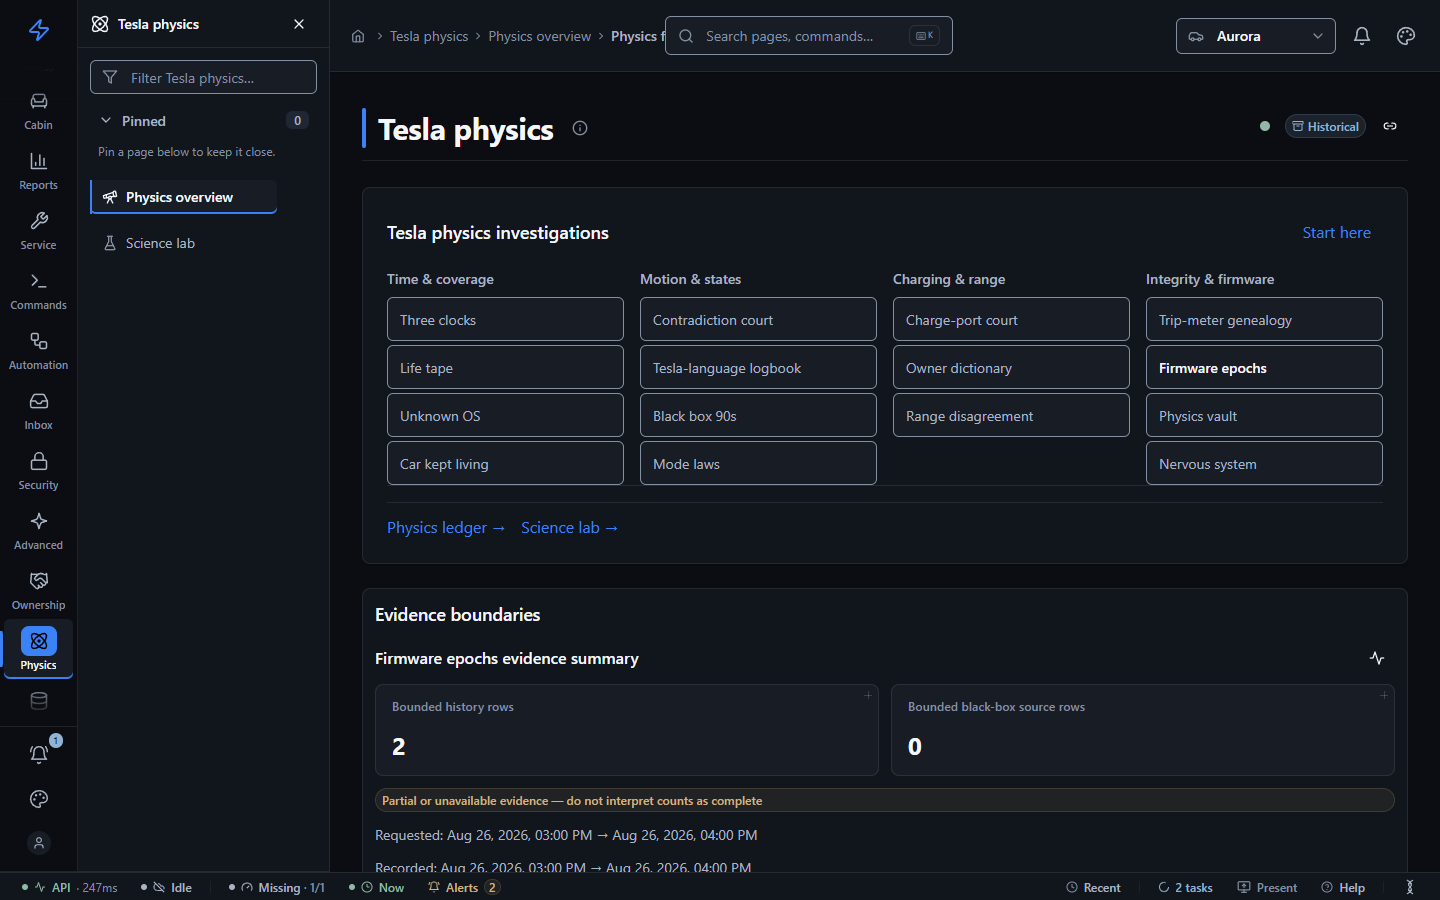 Tesla physics
Filter Tesla physics...
Pinned
0
Pin a page below to keep it close.
Physics overview
Science lab
Cabin
Reports
Service
Commands
Automation
Inbox
Security
Advanced
Ownership
Physics
1
Tesla physics
Physics overview
Physics f
Search pages, commands...
K
Aurora
Tesla physics
Historical
Tesla physics investigations
Start here
Time & coverage
Motion & states
Charging & range
Integrity & firmware
Three clocks
Contradiction court
Charge-port court
Trip-meter genealogy
Life tape
Tesla-language logbook
Owner dictionary
Firmware epochs
Unknown OS
Black box 90s
Range disagreement
Physics vault
Car kept living
Mode laws
Nervous system
Physics ledger →
Science lab →
Evidence boundaries
Firmware epochs evidence summary
Bounded history rows
2
Bounded black-box source rows
0
Partial or unavailable evidence — do not interpret counts as complete
Requested: Aug 26, 2026, 03:00 PM → Aug 26, 2026, 04:00 PM
Recorded: Aug 26, 2026, 03:00 PM → Aug 26, 2026, 04:00 PM
API · 247ms
Idle
Missing · 1/1
Now
Alerts 2
Recent
2 tasks
Present
Help